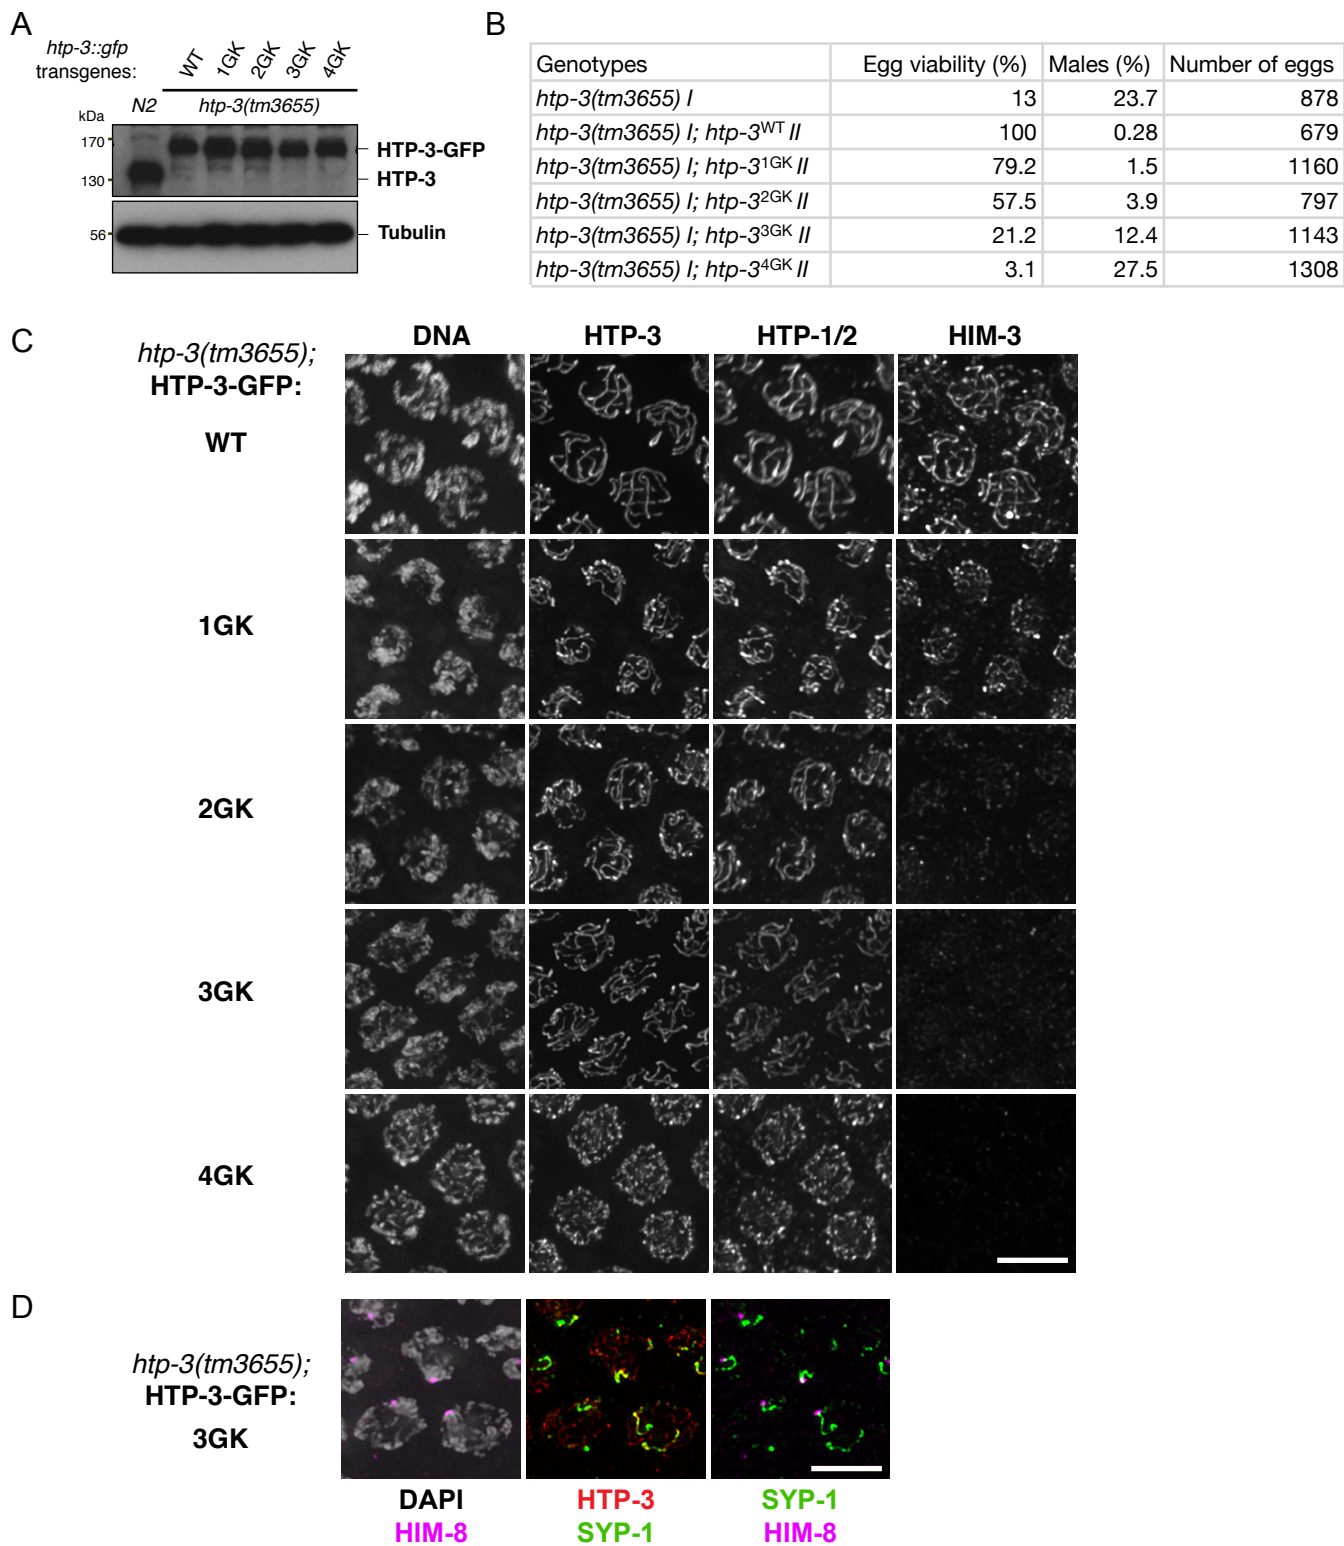 A
htp-3::gfp
transgenes:
WT 1GK 2GK 3GK 4GK
N2 htp-3(tm3655)
kDa
170
130
HTP-3-GFP
HTP-3
56
Tubulin
B
Genotypes Egg viability (%) Males (%) Number of eggs
htp-3(tm3655) I 13 23.7 878
htp-3(tm3655) I; htp-3WT II 100 0.28 679
htp-3(tm3655) I; htp-31GK II 79.2 1.5 1160
htp-3(tm3655) I; htp-32GK II 57.5 3.9 797
htp-3(tm3655) I; htp-33GK II 21.2 12.4 1143
htp-3(tm3655) I; htp-34GK II 3.1 27.5 1308
C
htp-3(tm3655);
HTP-3-GFP:
DNA HTP-3 HTP-1/2 HIM-3
WT
1GK
2GK
3GK
4GK
D
htp-3(tm3655);
HTP-3-GFP:
3GK
DAPI HTP-3 SYP-1
HIM-8 SYP-1 HIM-8